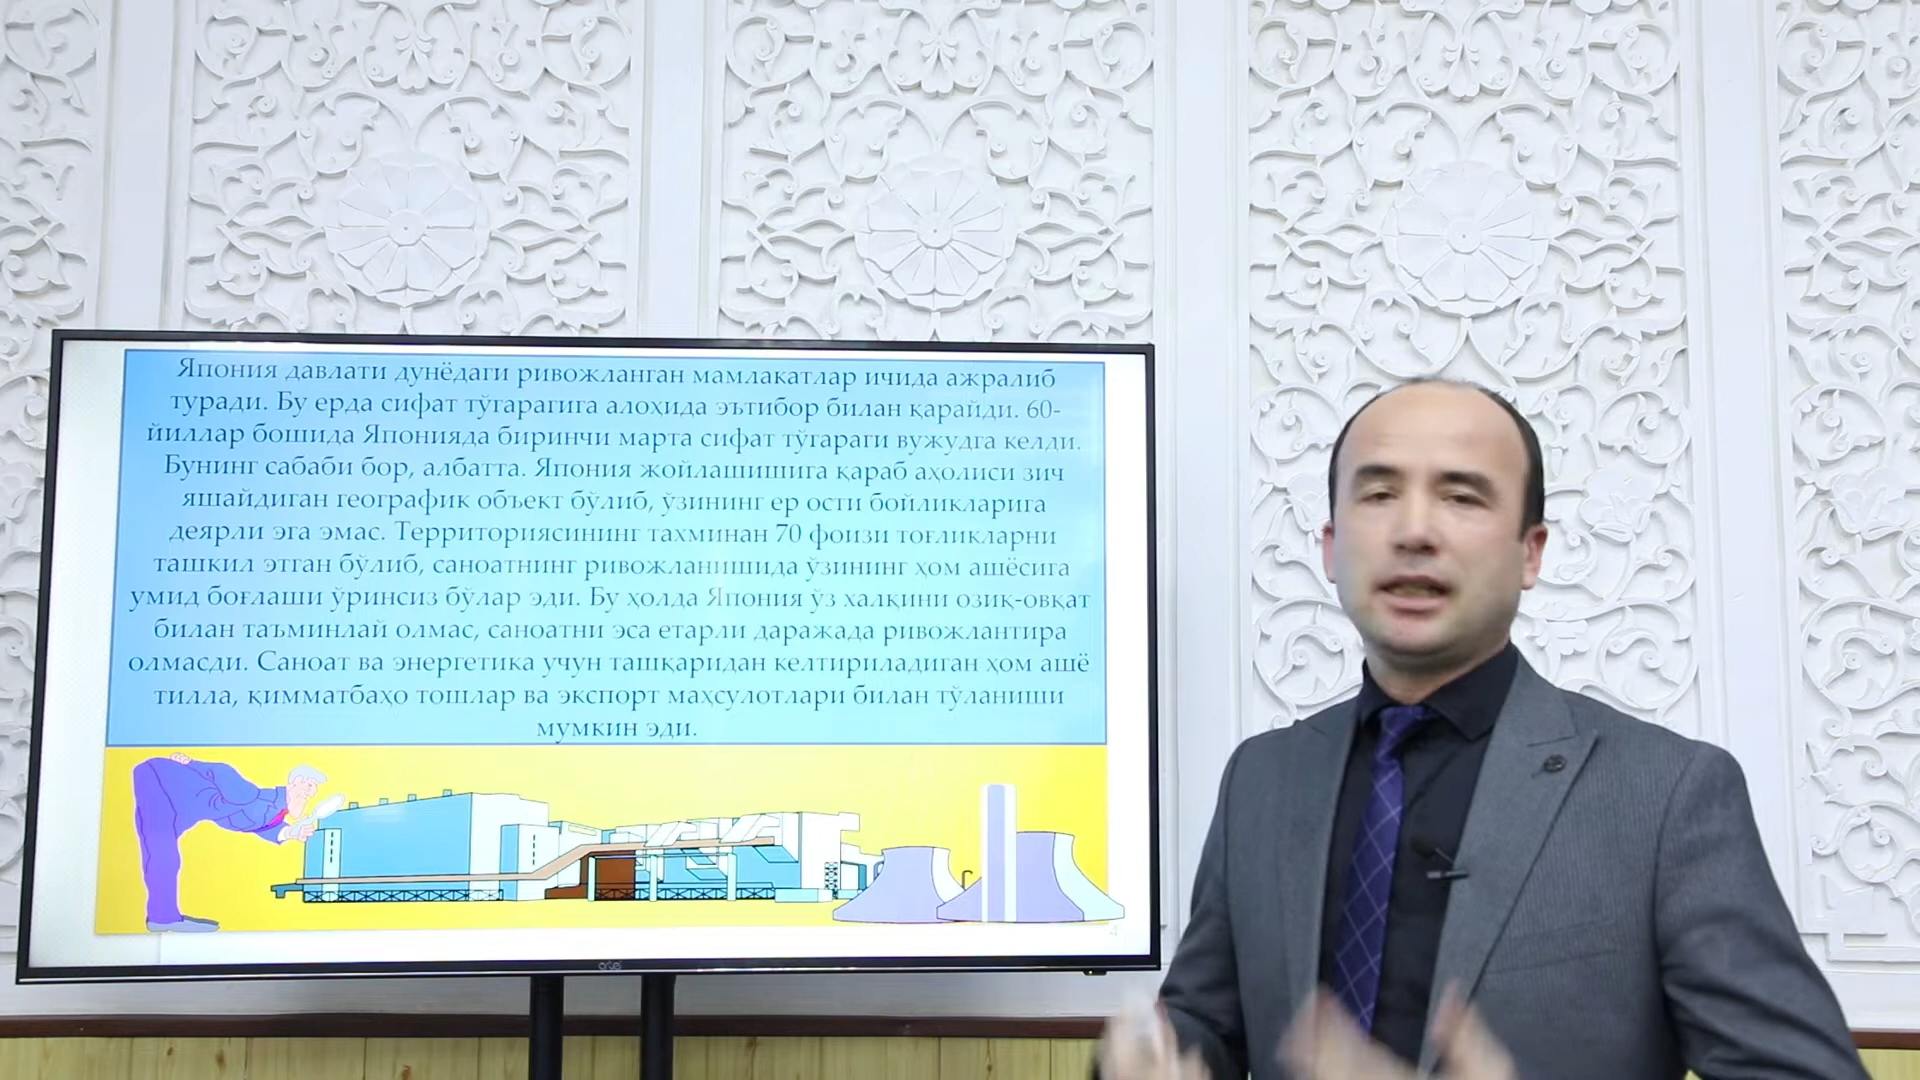 Япония давлати дунёдаги ривожланган мамлакатлар ичида ажралиб
туради. Бу ерда сифат тўгарагига алоҳида эътибор билан қарайди. 60-
йиллар бошида Японияда биринчи марта сифат тўгараги вужудга келди.
Бунинг сабаби бор, албатта. Япония жойлашишига қараб аҳолиси зич
яшайдиган географик объект бўлиб, ўзининг ер ости бойликларига
деярли эга эмас. Территориясининг тахминан 70 фоизи тоғликларни
ташкил этган бўлиб, саноатнинг ривожланишида ўзининг ҳом ашёсига
умид боғлаши ўринсиз бўлар эди. Бу ҳолда Япония ўз халқини озиқ-овқат
билан таъминлай олмас, саноатни эса етарли даражада ривожлантира
олмасди. Саноат ва энергетика учун ташқаридан келтириладиган ҳом ашё
тилла, қимматбаҳо тошлар ва экспорт маҳсулотлари билан тўланиши
мумкин эди.
4
artel